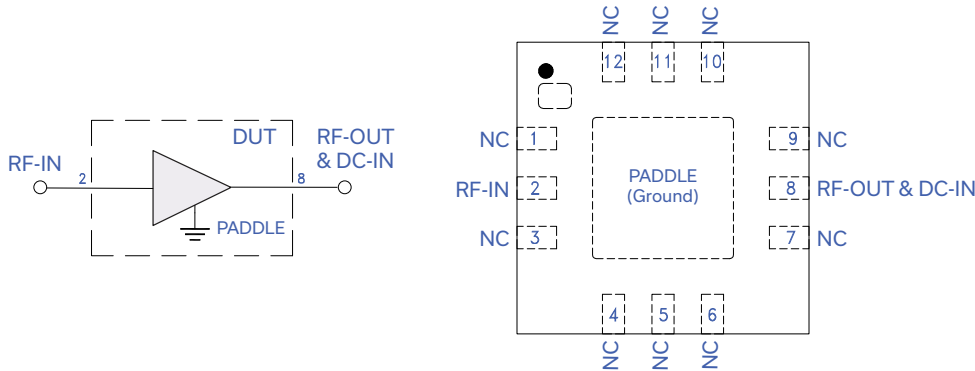 DUT
RF-IN
2
8
RF-OUT
& DC-IN
PADDLE
NC
NC
NC
12
11
10
NC
1
9
NC
RF-IN
2
PADDLE
(Ground)
8
RF-OUT & DC-IN
NC
3
7
NC
4
5
6
NC
NC
NC